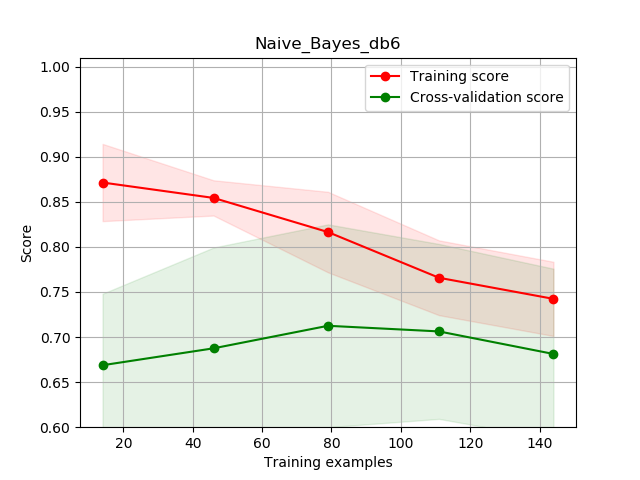 Naive_Bayes_db6
Training score
Cross-validation score
1.00
0.95
0.90
0.85
0.80
0.75
0.70
0.65
0.60
Score
20 40 60 80 100 120 140
Training examples